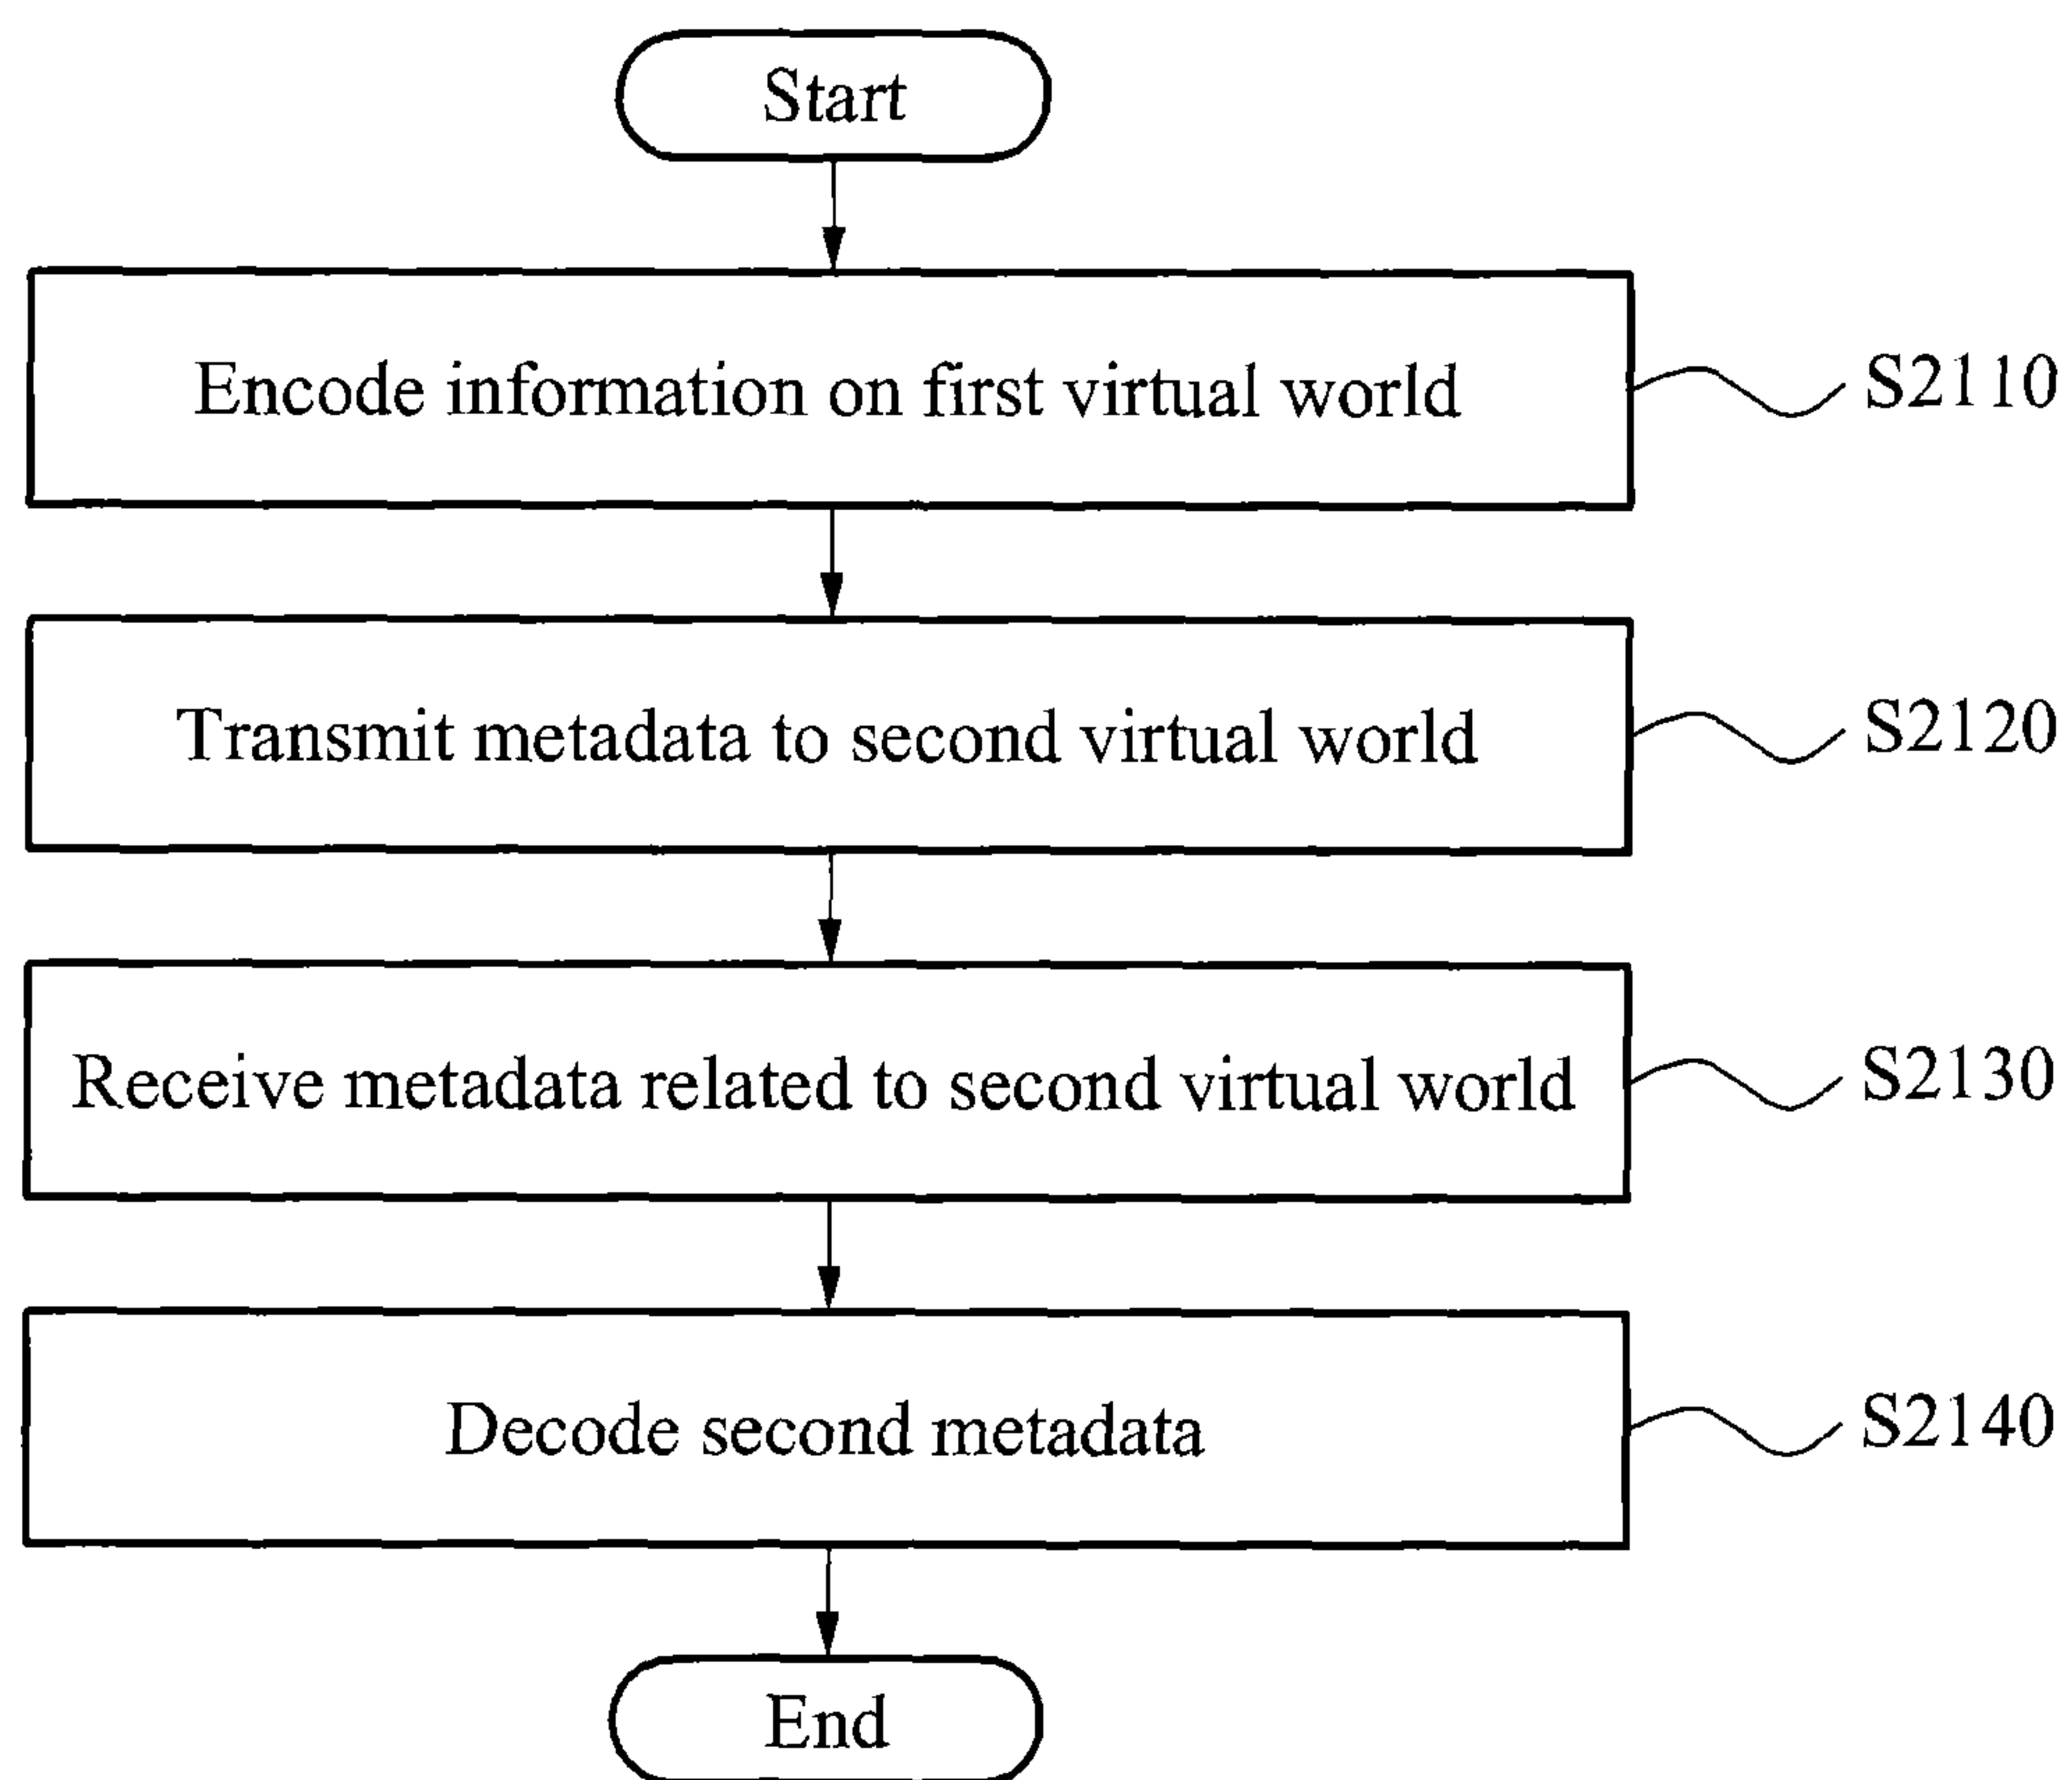 Start
Encode information on first virtual world
S2110
Transmit metadata to second virtual world
S2120
Receive metadata related to second virtual world
S2130
Decode second metadata
S2140
End